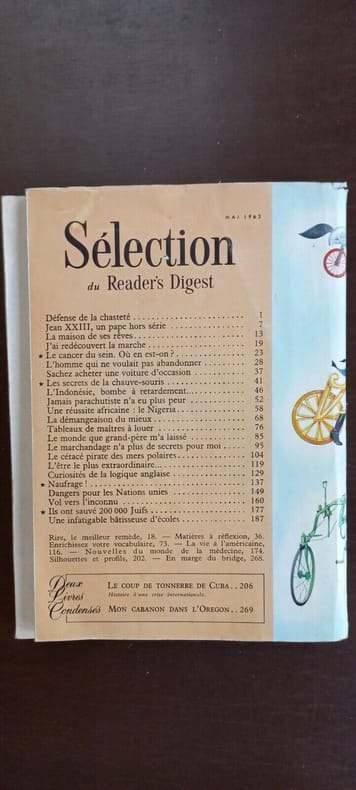 MAI 1963
Sélection
du Reader's Digest
Défense de la chasteté 1
Jean XXIII, un pape hors série 7
La maison de ses rêves 13
J'ai redécouvert la marche 19
★ Le cancer du sein. Où en est-on ? 23
L'homme qui ne voulait pas abandonner 28
Sachez acheter une voiture d'occasion 37
★ Les secrets de la chauve-souris 41
L'Indonésie, bombe à retardement 46
Jamais parachutiste n'a eu plus peur 52
Une réussite africaine : le Nigeria 58
La démangeaison du mieux 68
Tableaux de maîtres à louer 76
Le monde que grand-père m'a laissé 85
Le marchandage n'a plus de secrets pour moi 95
Le cétacé pirate des mers polaires 104
L'être le plus extraordinaire 119
Curiosités de la logique anglaise 129
★ Naufrage ! 137
Dangers pour les Nations unies 149
Vol vers l'inconnu 160
★ Ils ont sauvé 200 000 Juifs 177
Une infatigable bâtisseuse d'écoles 187
Rire, le meilleur remède, 18. — Matières à réflexion, 36.
Enrichissez votre vocabulaire, 73. — La vie à l'américaine,
116. — Nouvelles du monde de la médecine, 174.
Silhouettes et profils, 202. — En marge du bridge, 268.
Deux Livres Condensés
LE COUP DE TONNERRE DE CUBA . . 206
Histoire d'une crise internationale.
MON CABANON DANS L'OREGON . . 269